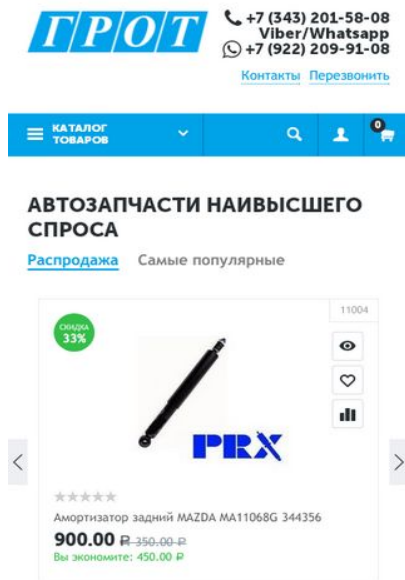 ГРОТ
+7 (343) 201-58-08
Viber/Whatsapp
+7 (922) 209-91-08
Контакты Перезвонить
КАТАЛОГ
ТОВАРОВ
0
АВТОЗАПЧАСТИ НАИВЫСШЕГО
СПРОСА
Распродажа Самые популярные
11004
СКИДКА
33%
PRX
Амортизатор задний MAZDA MA11068G 344356
900.00 ₽ 350.00 ₽
Вы экономите: 450.00 ₽